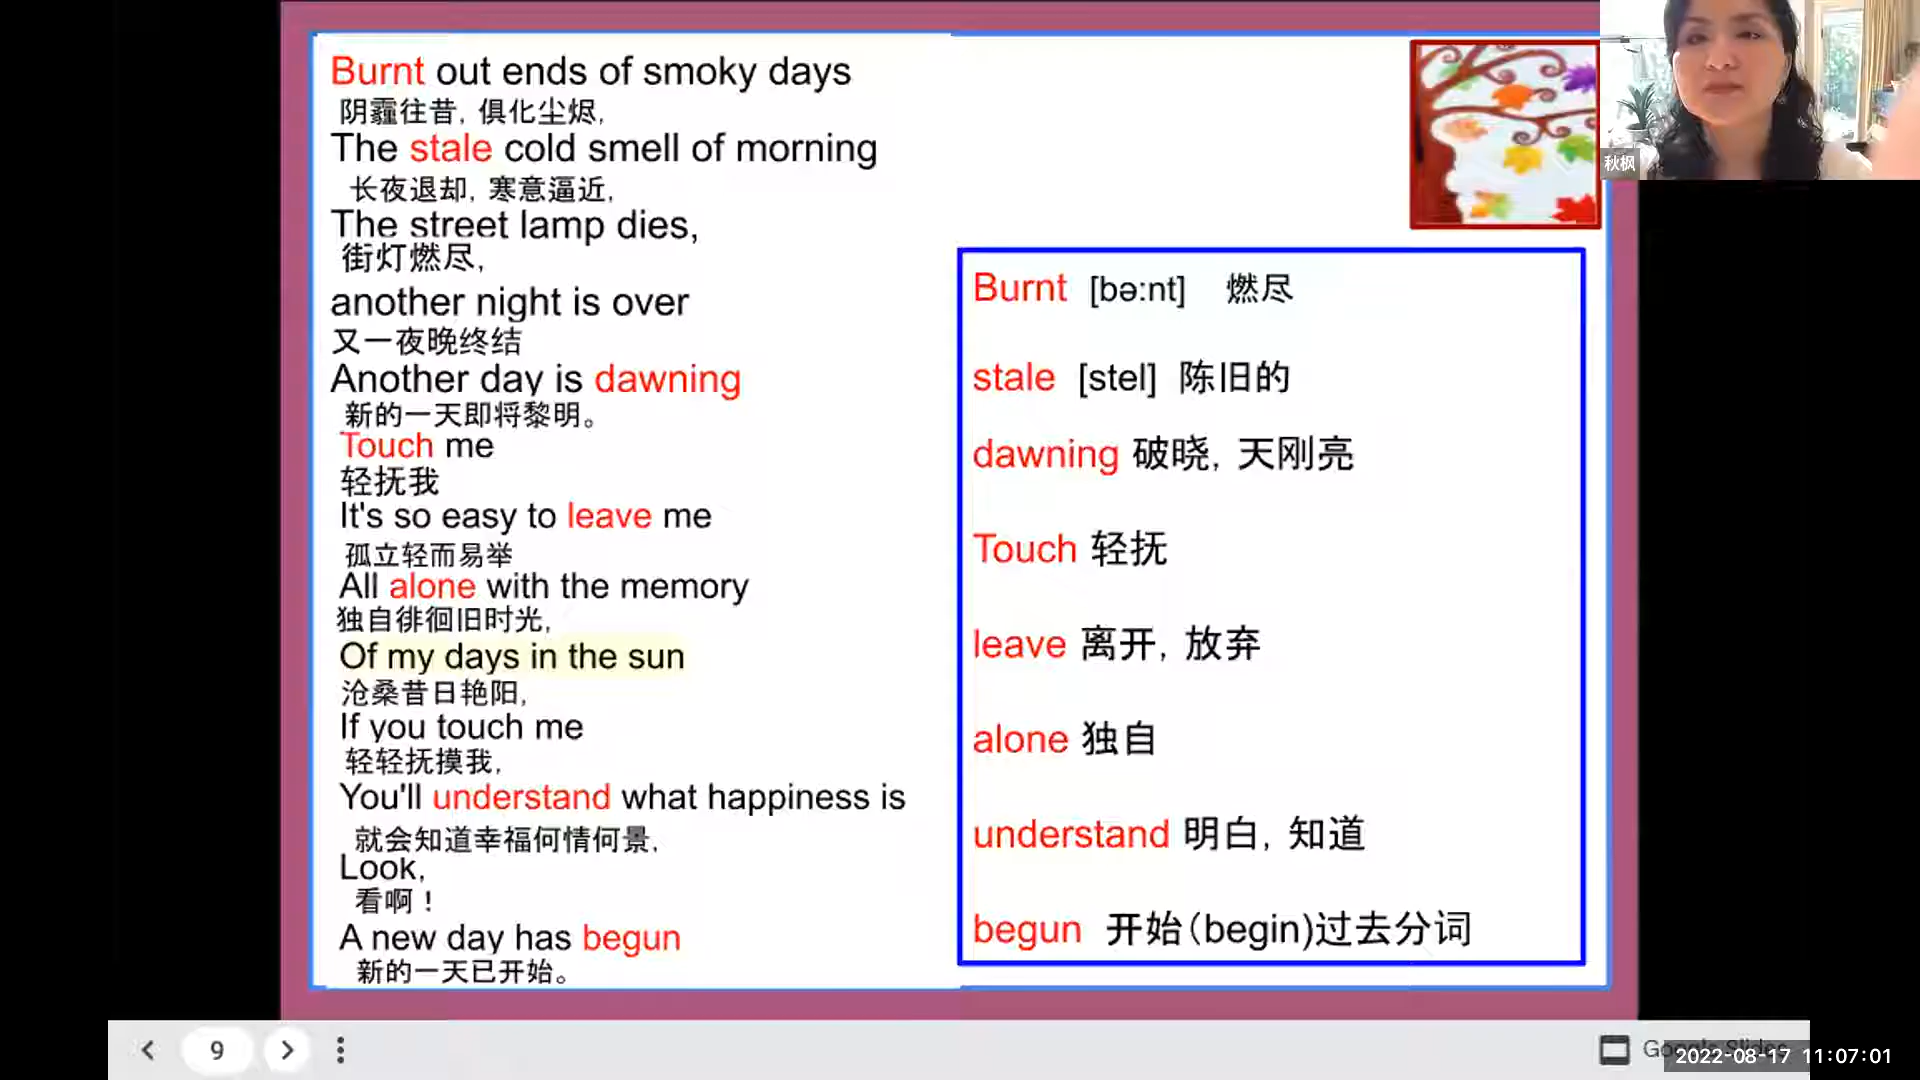 Burnt out ends of smoky days
阴霾往昔, 俱化尘烬,
The stale cold smell of morning
长夜退却, 寒意逼近,
The street lamp dies,
街灯燃尽,
another night is over
又一夜晚终结
Another day is dawning
新的一天即将黎明。
Touch me
轻抚我
It's so easy to leave me
孤立轻而易举
All alone with the memory
独自徘徊旧时光,
Of my days in the sun
沧桑昔日艳阳,
If you touch me
轻轻抚摸我,
You'll understand what happiness is
就会知道幸福何情何景,
Look,
看啊！
A new day has begun
新的一天已开始。
Burnt [bə:nt] 燃尽
stale [stel] 陈旧的
dawning 破晓, 天刚亮
Touch 轻抚
leave 离开, 放弃
alone 独自
understand 明白, 知道
begun 开始(begin)过去分词
秋枫
9
Google Slides
2022-08-17 11:07:01